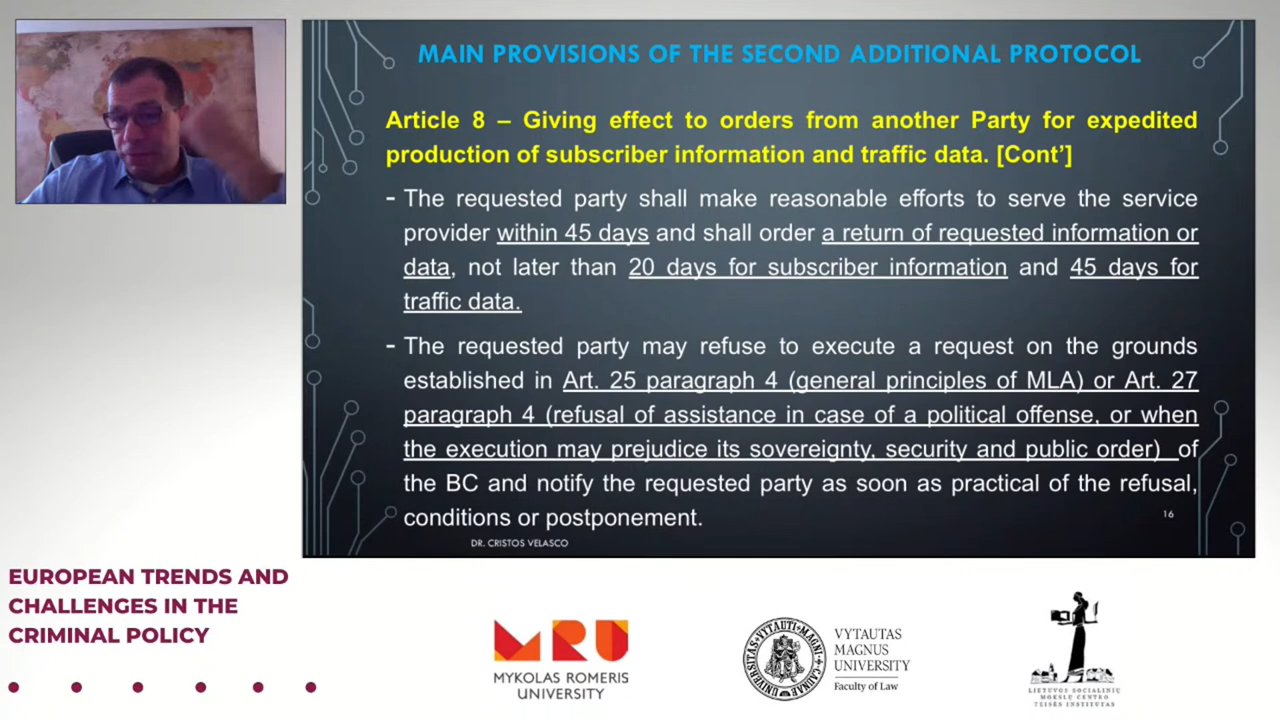 MAIN PROVISIONS OF THE SECOND ADDITIONAL PROTOCOL
Article 8 – Giving effect to orders from another Party for expedited
production of subscriber information and traffic data. [Cont’]
- The requested party shall make reasonable efforts to serve the service
provider within 45 days and shall order a return of requested information or
data, not later than 20 days for subscriber information and 45 days for
traffic data.
- The requested party may refuse to execute a request on the grounds
established in Art. 25 paragraph 4 (general principles of MLA) or Art. 27
paragraph 4 (refusal of assistance in case of a political offense, or when
the execution may prejudice its sovereignty, security and public order) of
the BC and notify the requested party as soon as practical of the refusal,
conditions or postponement.
16
DR. CRISTOS VELASCO
EUROPEAN TRENDS AND
CHALLENGES IN THE
CRIMINAL POLICY
MRU
MYKOLAS ROMERIS
UNIVERSITY
VYTAUTAS
MAGNUS
UNIVERSITY
Faculty of Law
LIETUVOS SOCIALINIŲ
MOKSLŲ CENTRO
TEISĖS INSTITUTAS